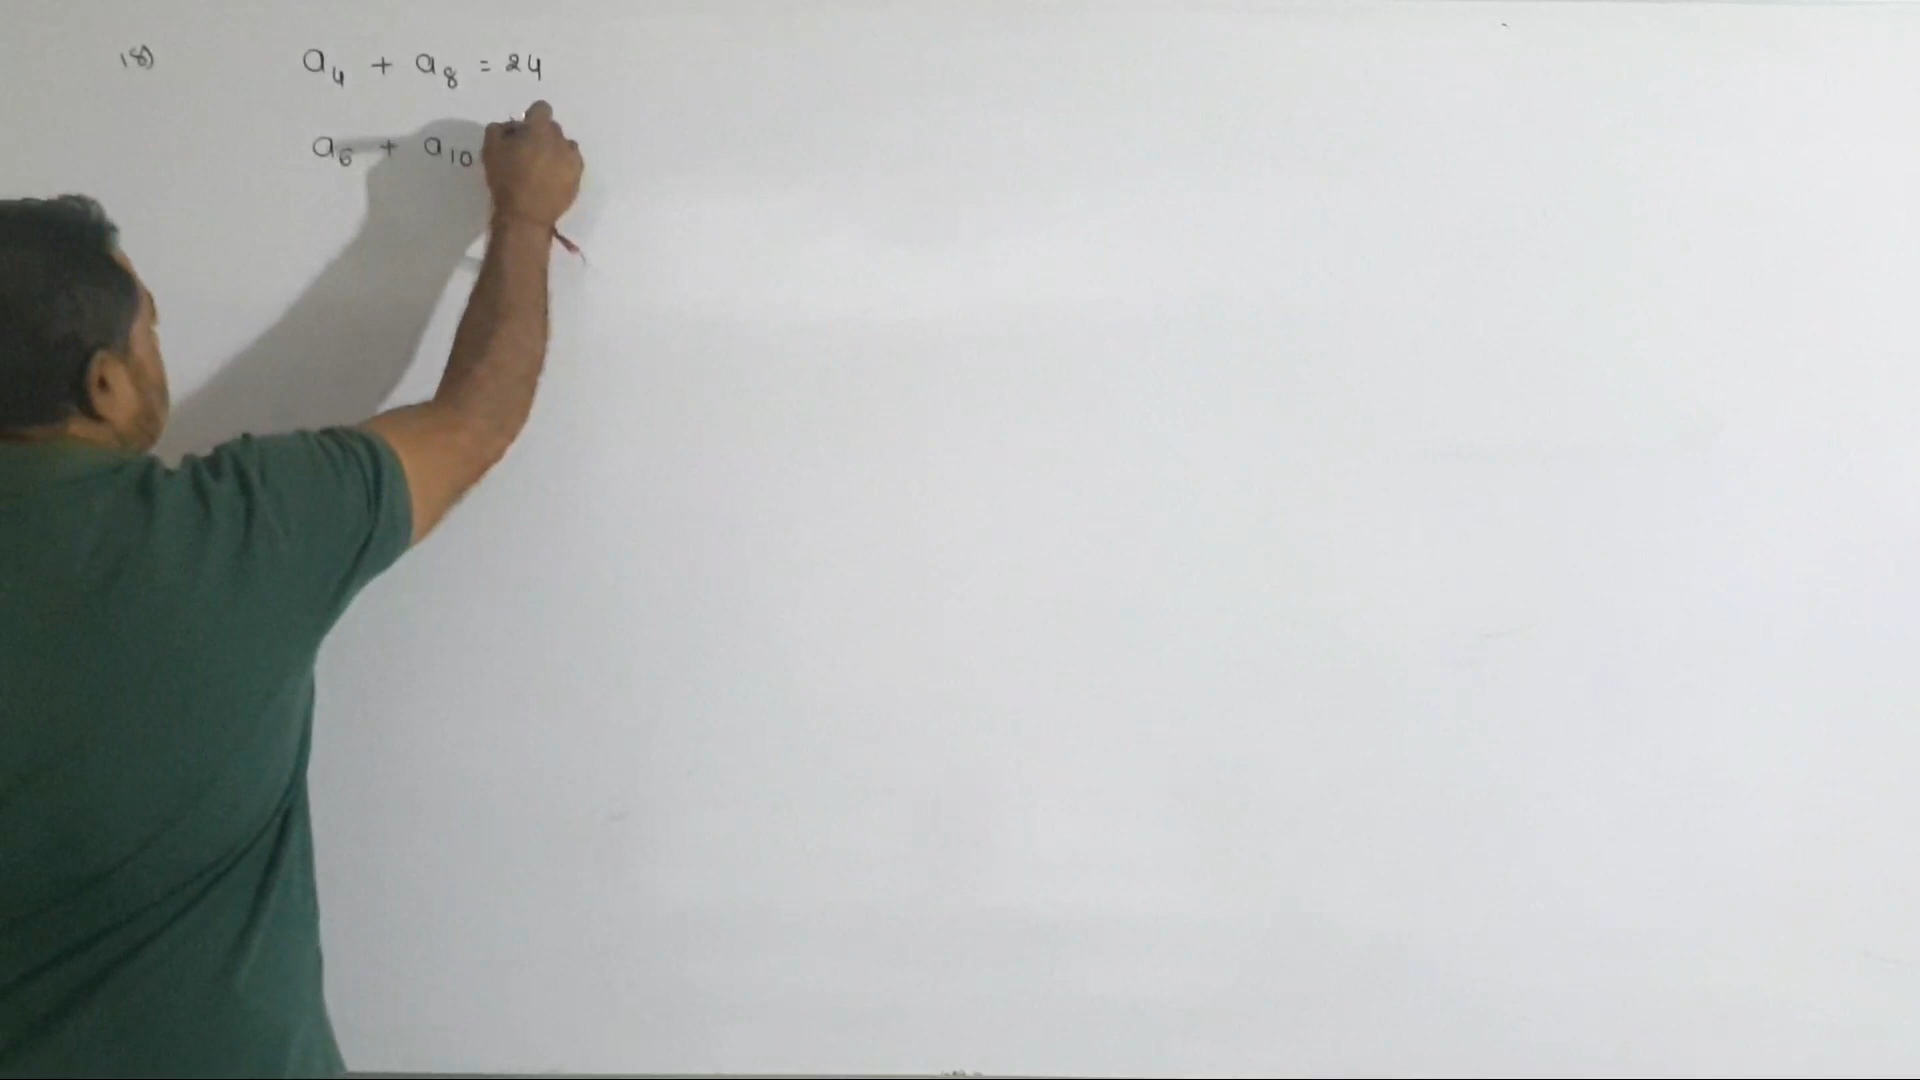 18) a₄ + a₈ = 24
a₆ + a₁₀